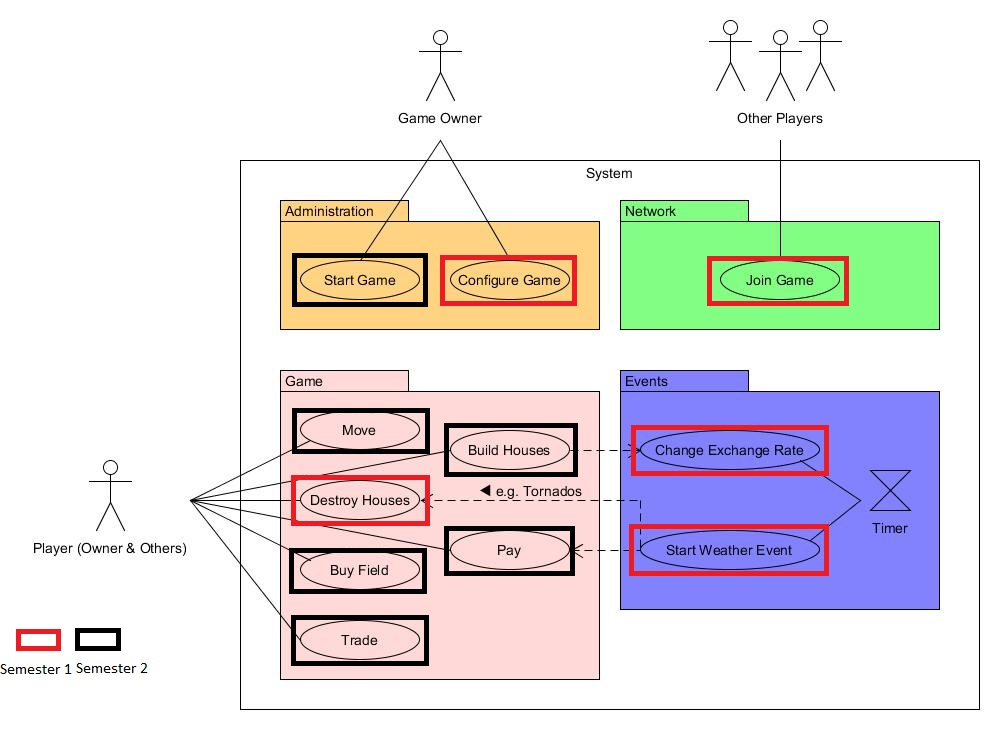 Game Owner
Other Players
System
Administration
Network
Start Game
Configure Game
Join Game
Game
Events
Move
Build Houses
Change Exchange Rate
Destroy Houses
◀ e.g. Tornados
Timer
Player (Owner & Others)
Pay
Start Weather Event
Buy Field
Trade
Semester 1
Semester 2